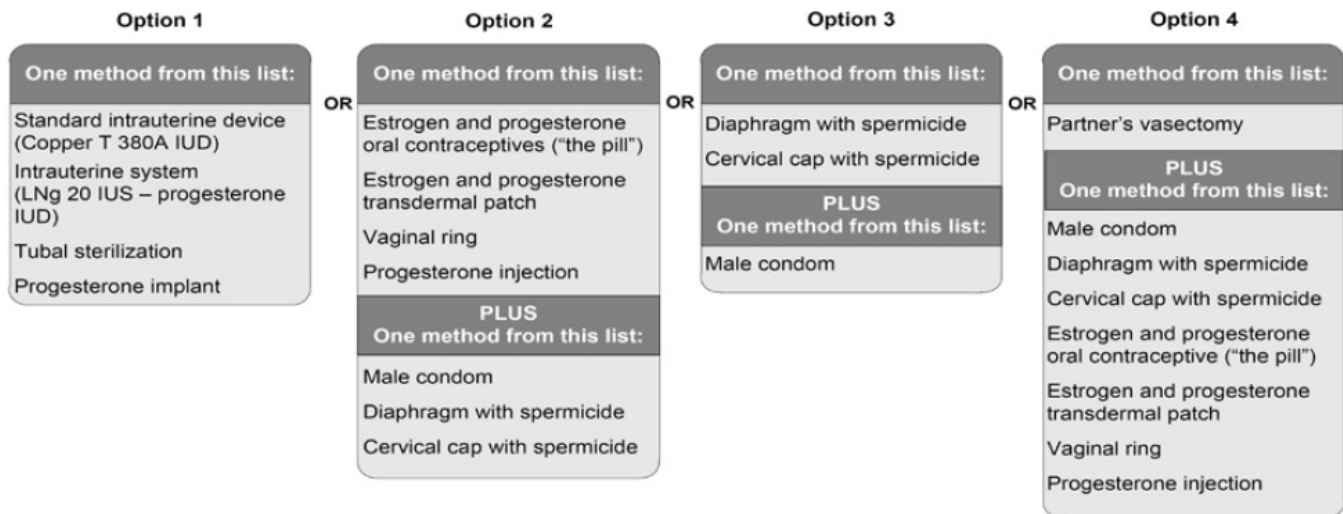 Option 1
One method from this list:
Standard intrauterine device
(Copper T 380A IUD)
Intrauterine system
(LNg 20 IUS – progesterone
IUD)
Tubal sterilization
Progesterone implant
OR
Option 2
One method from this list:
Estrogen and progesterone
oral contraceptives (“the pill”)
Estrogen and progesterone
transdermal patch
Vaginal ring
Progesterone injection
PLUS
One method from this list:
Male condom
Diaphragm with spermicide
Cervical cap with spermicide
OR
Option 3
One method from this list:
Diaphragm with spermicide
Cervical cap with spermicide
PLUS
One method from this list:
Male condom
OR
Option 4
One method from this list:
Partner’s vasectomy
PLUS
One method from this list:
Male condom
Diaphragm with spermicide
Cervical cap with spermicide
Estrogen and progesterone
oral contraceptive (“the pill”)
Estrogen and progesterone
transdermal patch
Vaginal ring
Progesterone injection